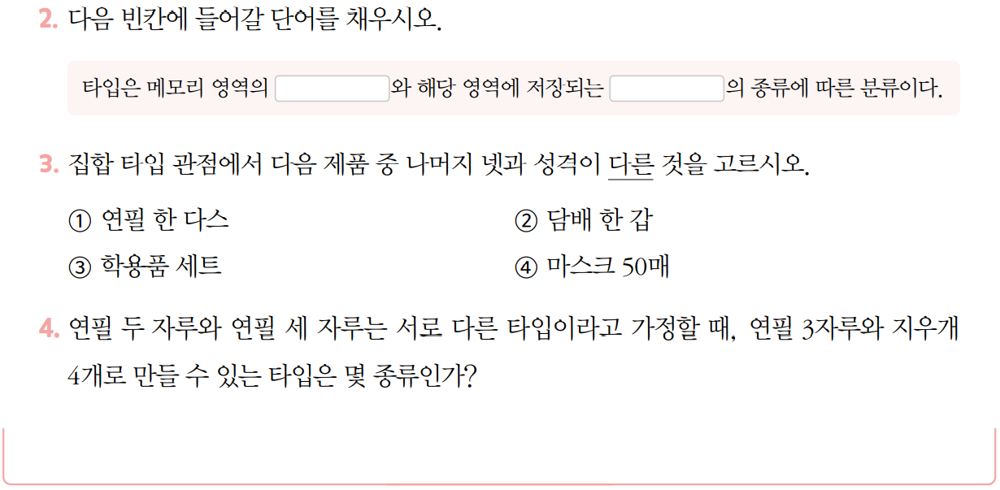 2. 다음 빈칸에 들어갈 단어를 채우시오.
타입은 메모리 영역의 와 해당 영역에 저장되는 의 종류에 따른 분류이다.
3. 집합 타입 관점에서 다음 제품 중 나머지 넷과 성격이 다른 것을 고르시오.
① 연필 한 다스 ② 담배 한 갑
③ 학용품 세트 ④ 마스크 50매
4. 연필 두 자루와 연필 세 자루는 서로 다른 타입이라고 가정할 때, 연필 3자루와 지우개
4개로 만들 수 있는 타입은 몇 종류인가?